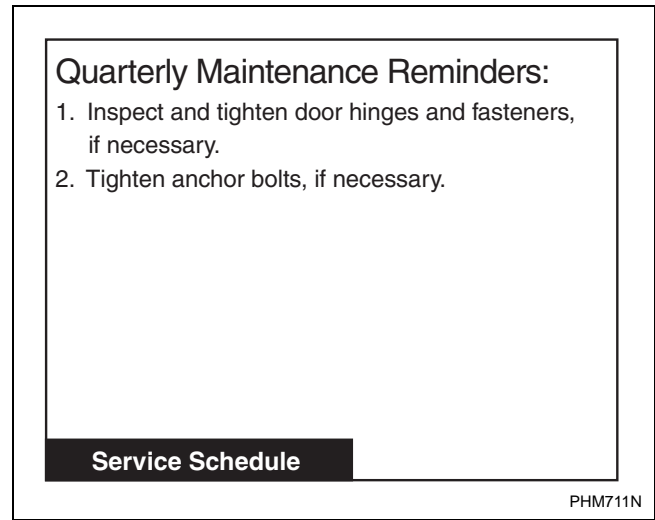 Quarterly Maintenance Reminders:
1. Inspect and tighten door hinges and fasteners,
if necessary.
2. Tighten anchor bolts, if necessary.
Service Schedule
PHM711N